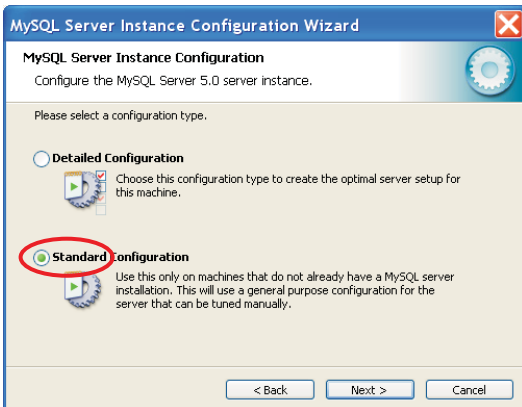 MySQL Server Instance Configuration Wizard
MySQL Server Instance Configuration
Configure the MySQL Server 5.0 server instance.
Please select a configuration type.
Detailed Configuration
Choose this configuration type to create the optimal server setup for
this machine.
Standard Configuration
Use this only on machines that do not already have a MySQL server
installation. This will use a general purpose configuration for the
server that can be tuned manually.
< Back
Next >
Cancel